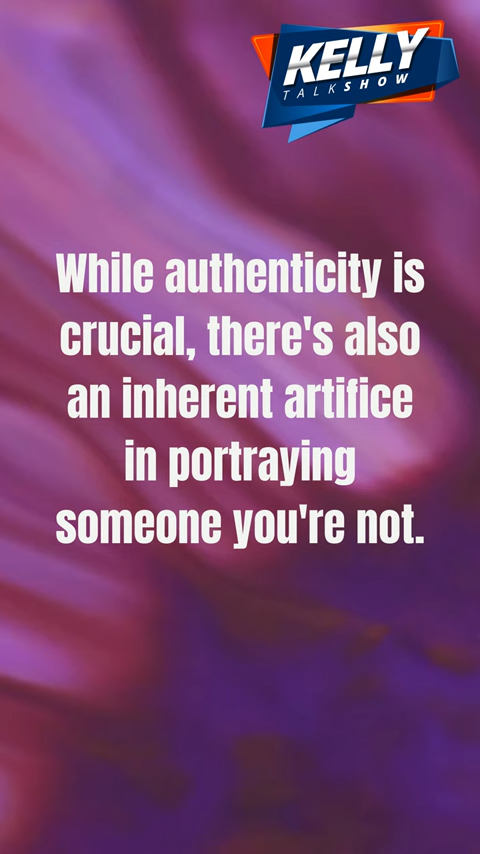 KELLY
TALKSHOW
While authenticity is
crucial, there's also
an inherent artifice
in portraying
someone you're not.